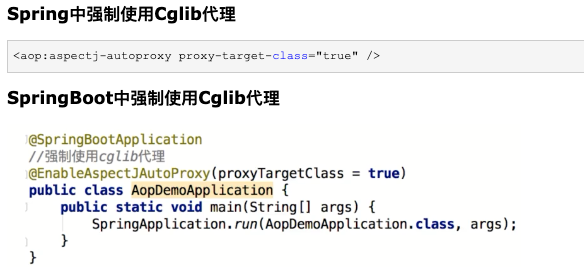 Spring中强制使用Cglib代理
<aop:aspectj-autoproxy proxy-target-class="true" />
SpringBoot中强制使用Cglib代理
@SpringBootApplication
//强制使用cglib代理
@EnableAspectJAutoProxy(proxyTargetClass = true)
public class AopDemoApplication {
public static void main(String[] args) {
SpringApplication.run(AopDemoApplication.class, args);
}
}